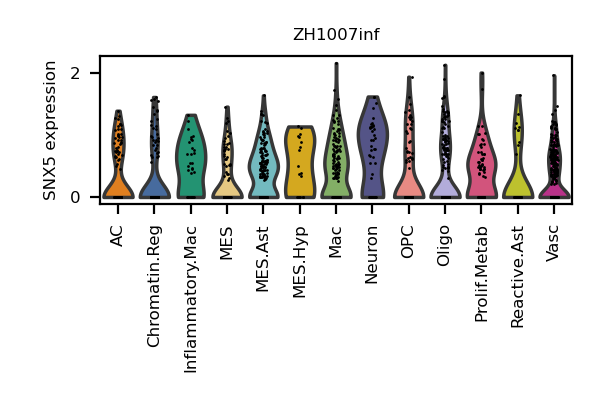 ZH1007inf
SNX5 expression
2
0
AC
Chromatin.Reg
Inflammatory.Mac
MES
MES.Ast
MES.Hyp
Mac
Neuron
OPC
Oligo
Prolif.Metab
Reactive.Ast
Vasc